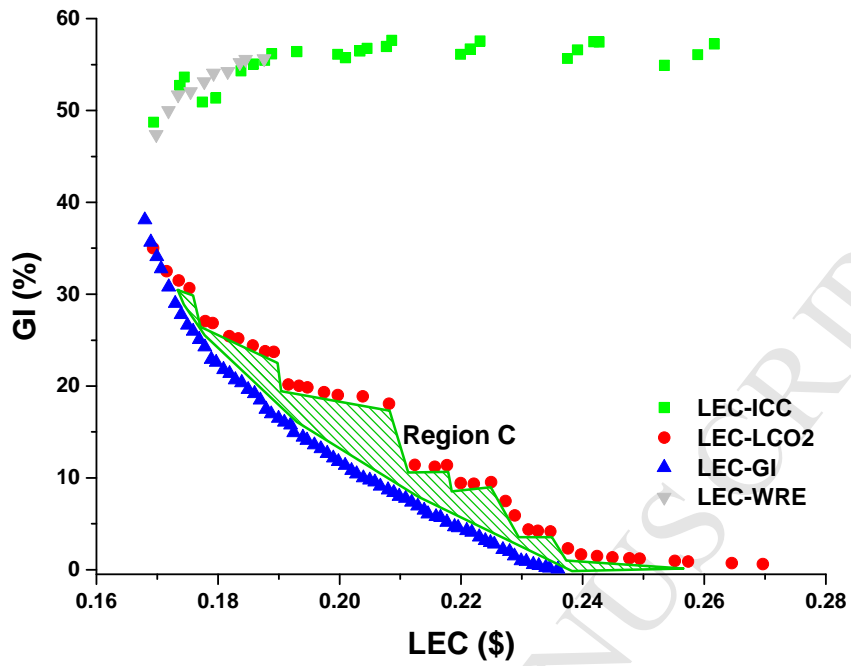 60
50
40
30
20
10
0
GI (%)
Region C
LEC-ICC
LEC-LCO2
LEC-GI
LEC-WRE
0.16
0.18
0.20
0.22
0.24
0.26
0.28
LEC ($)
NUSCRIP